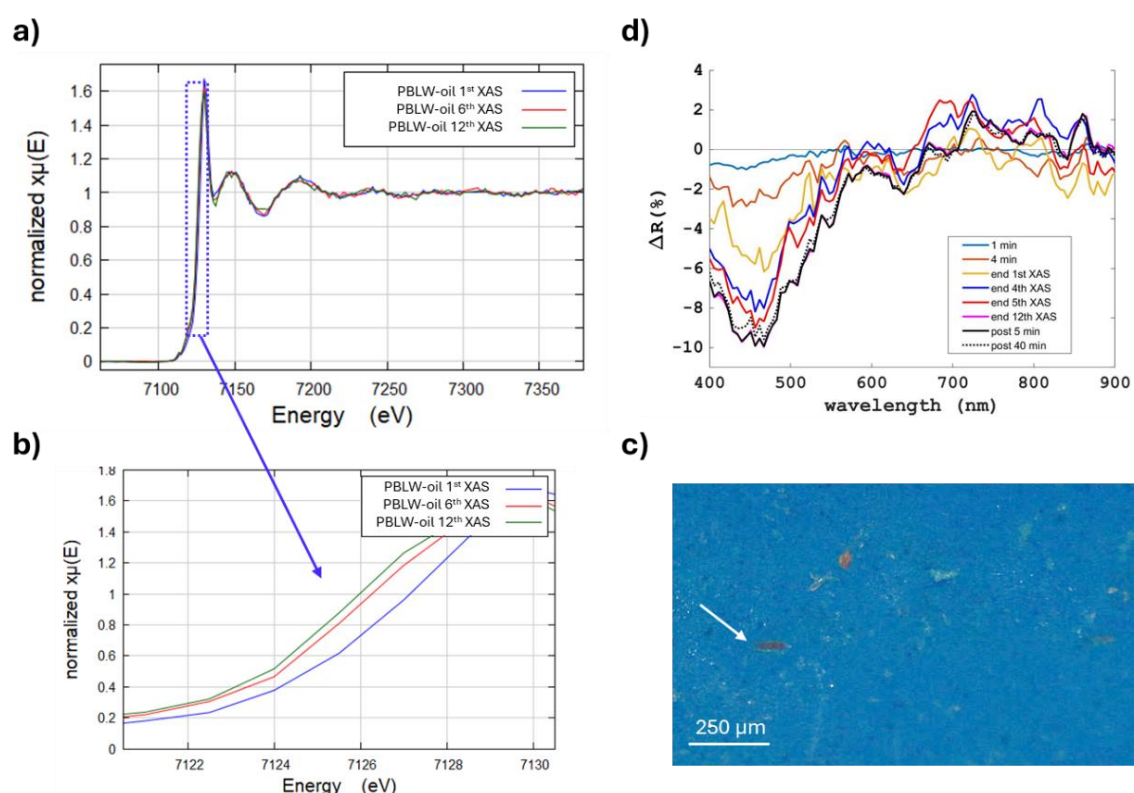 a)
1.6
1.4
1.2
1
0.8
0.6
0.4
0.2
0
normalized xμ(E)
PBLW-oil 1st XAS
PBLW-oil 6th XAS
PBLW-oil 12th XAS
7100 7150 7200 7250 7300 7350
Energy (eV)
b)
1.8
1.6
1.4
1.2
1
0.8
0.6
0.4
0.2
0
normalized xμ(E)
PBLW-oil 1st XAS
PBLW-oil 6th XAS
PBLW-oil 12th XAS
7122 7124 7126 7128 7130
Energy (eV)
d)
4
2
0
-2
-4
-6
-8
-10
ΔR(%)
1 min
4 min
end 1st XAS
end 4th XAS
end 5th XAS
end 12th XAS
post 5 min
post 40 min
400 500 600 700 800 900
wavelength (nm)
c)
250 μm